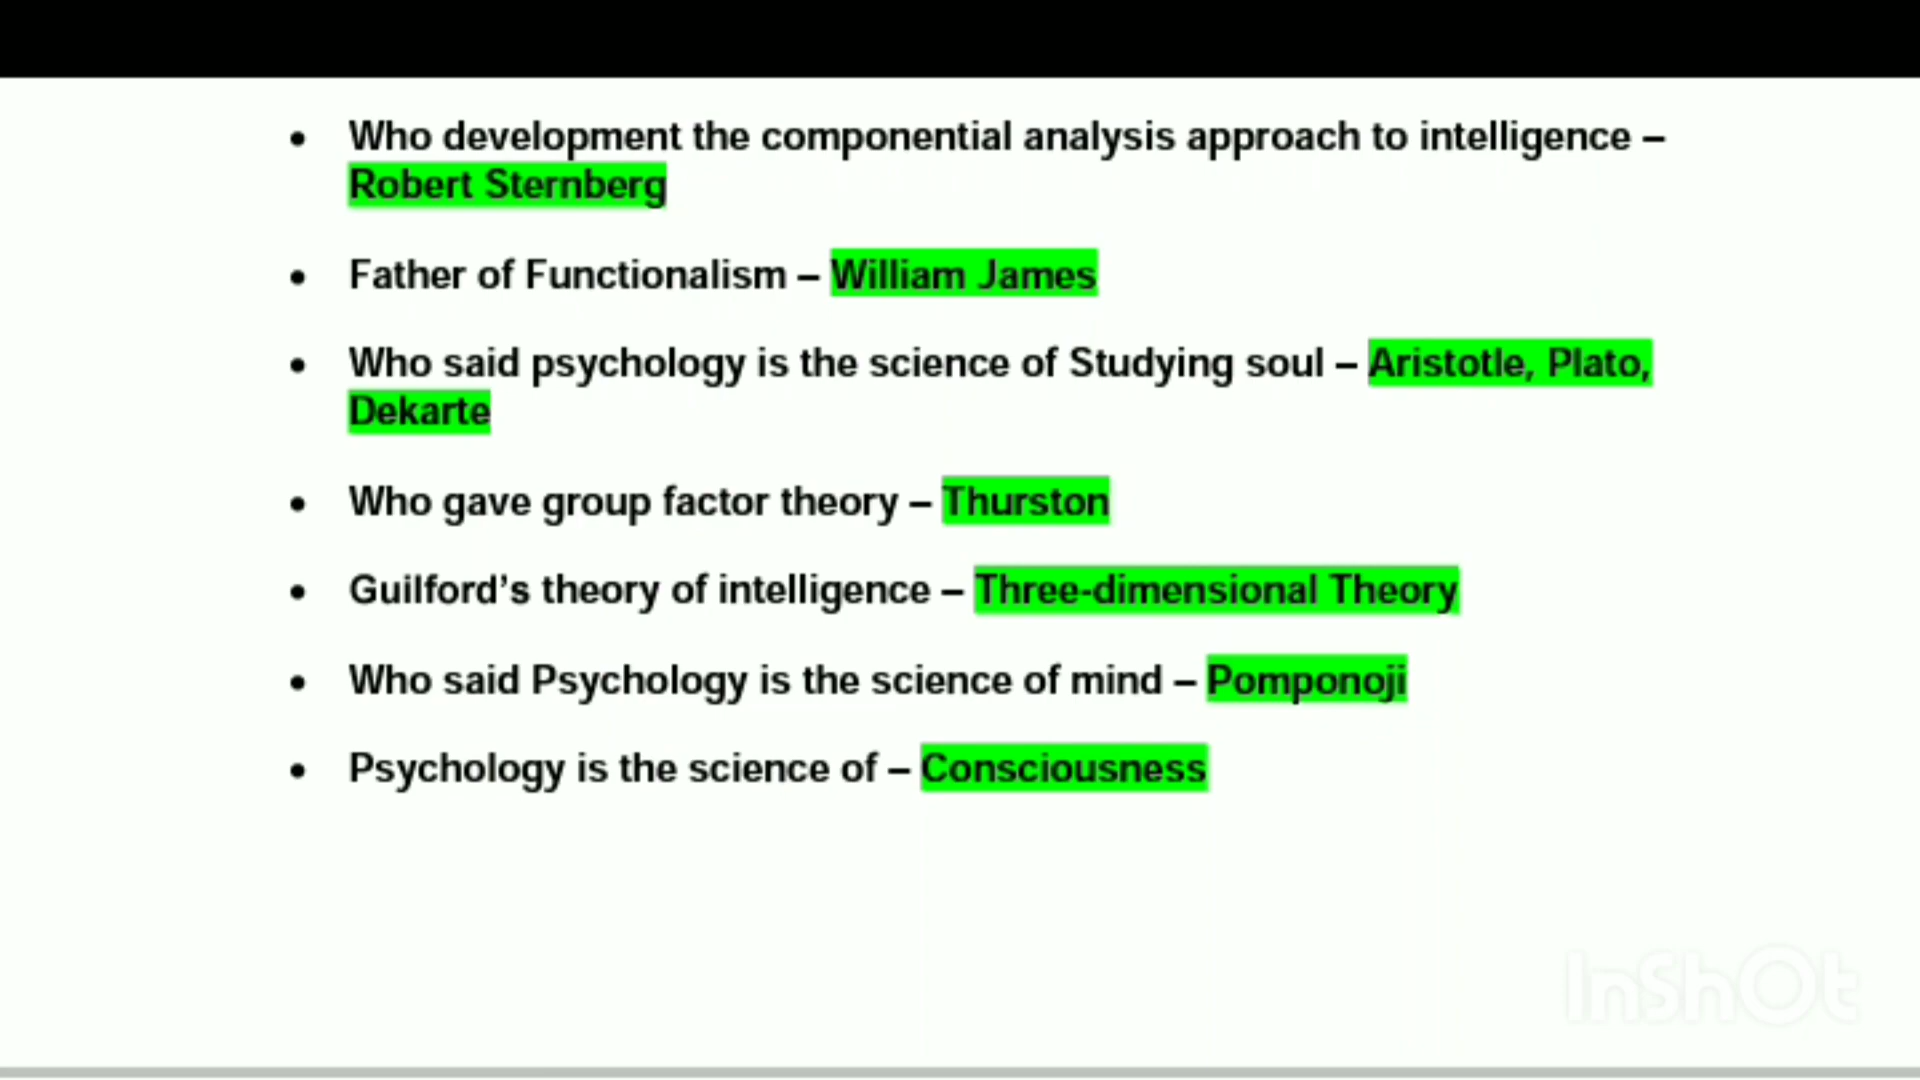 • Who development the componential analysis approach to intelligence –
Robert Sternberg
• Father of Functionalism – William James
• Who said psychology is the science of Studying soul – Aristotle, Plato,
Dekarte
• Who gave group factor theory – Thurston
• Guilford’s theory of intelligence – Three-dimensional Theory
• Who said Psychology is the science of mind – Pomponoji
• Psychology is the science of – Consciousness
InShOt